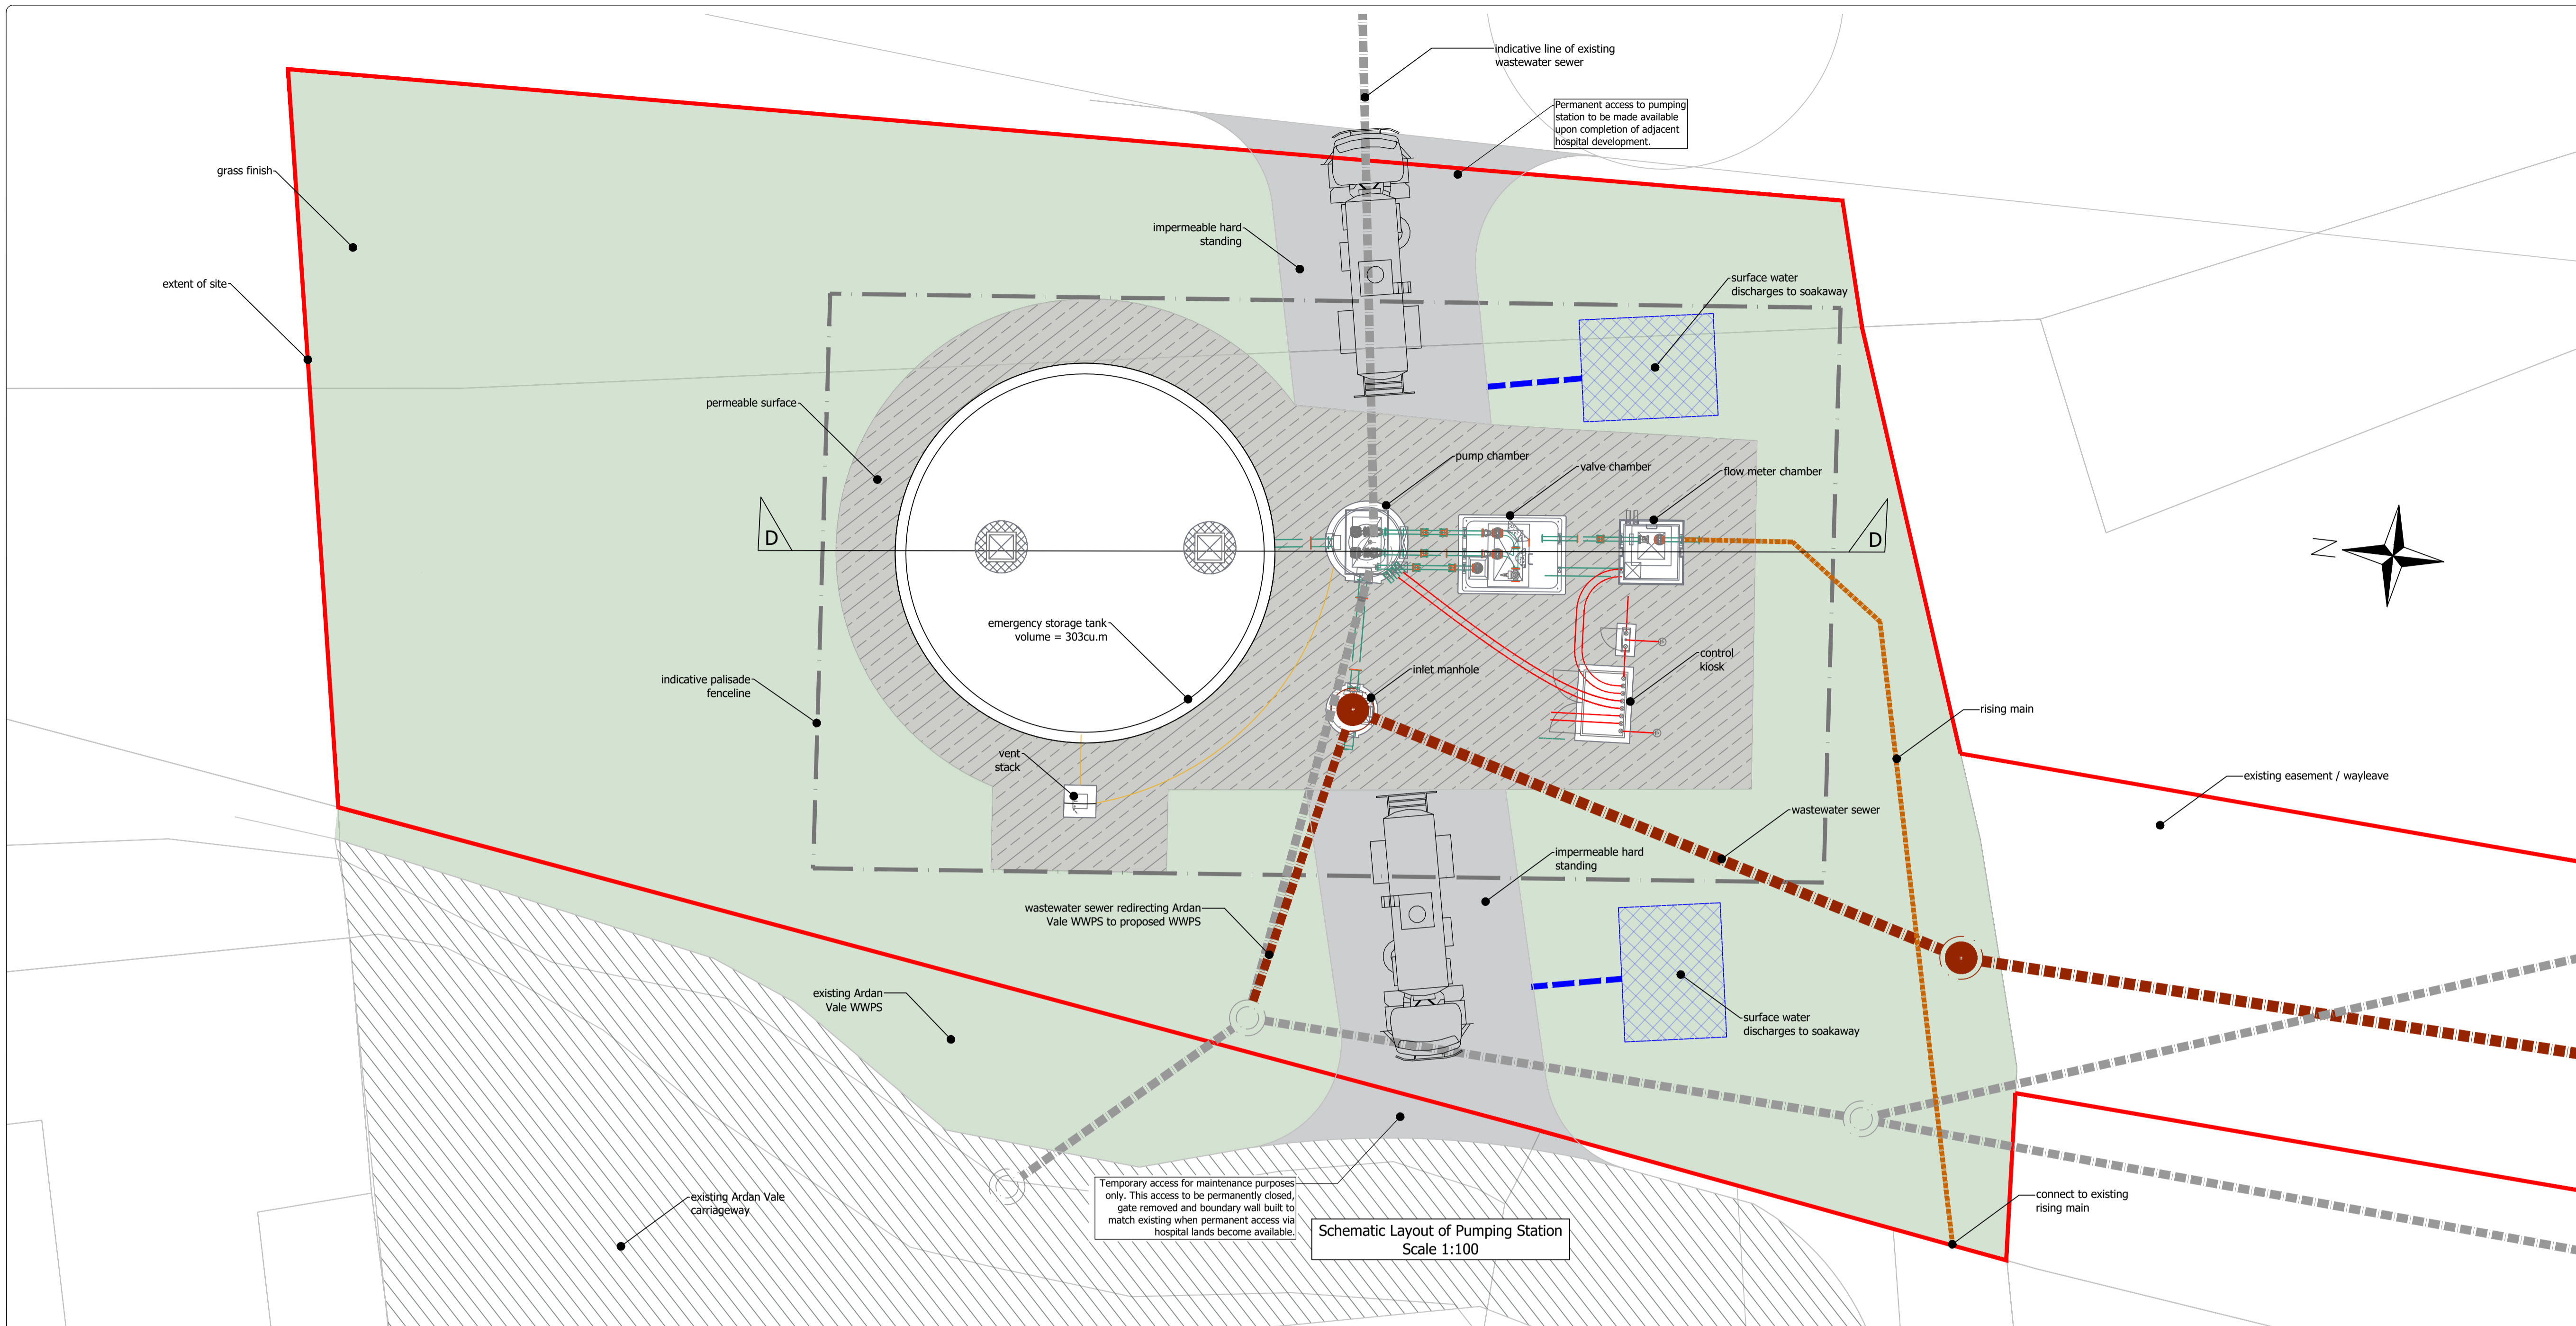 indicative line of existing
wastewater sewer
Permanent access to pumping
station to be made available
upon completion of adjacent
hospital development.
grass finish
impermeable hard
standing
extent of site
surface water
discharges to soakaway
permeable surface
pump chamber
valve chamber
flow meter chamber
D
D
N
emergency storage tank
volume = 303cu.m
control
kiosk
inlet manhole
indicative palisade
fenceline
rising main
vent
stack
existing easement / wayleave
wastewater sewer
impermeable hard
standing
wastewater sewer redirecting Ardan
Vale WWPS to proposed WWPS
existing Ardan
Vale WWPS
surface water
discharges to soakaway
Temporary access for maintenance purposes
only. This access to be permanently closed,
gate removed and boundary wall built to
match existing when permanent access via
hospital lands become available.
existing Ardan Vale
carriageway
connect to existing
rising main
Schematic Layout of Pumping Station
Scale 1:100